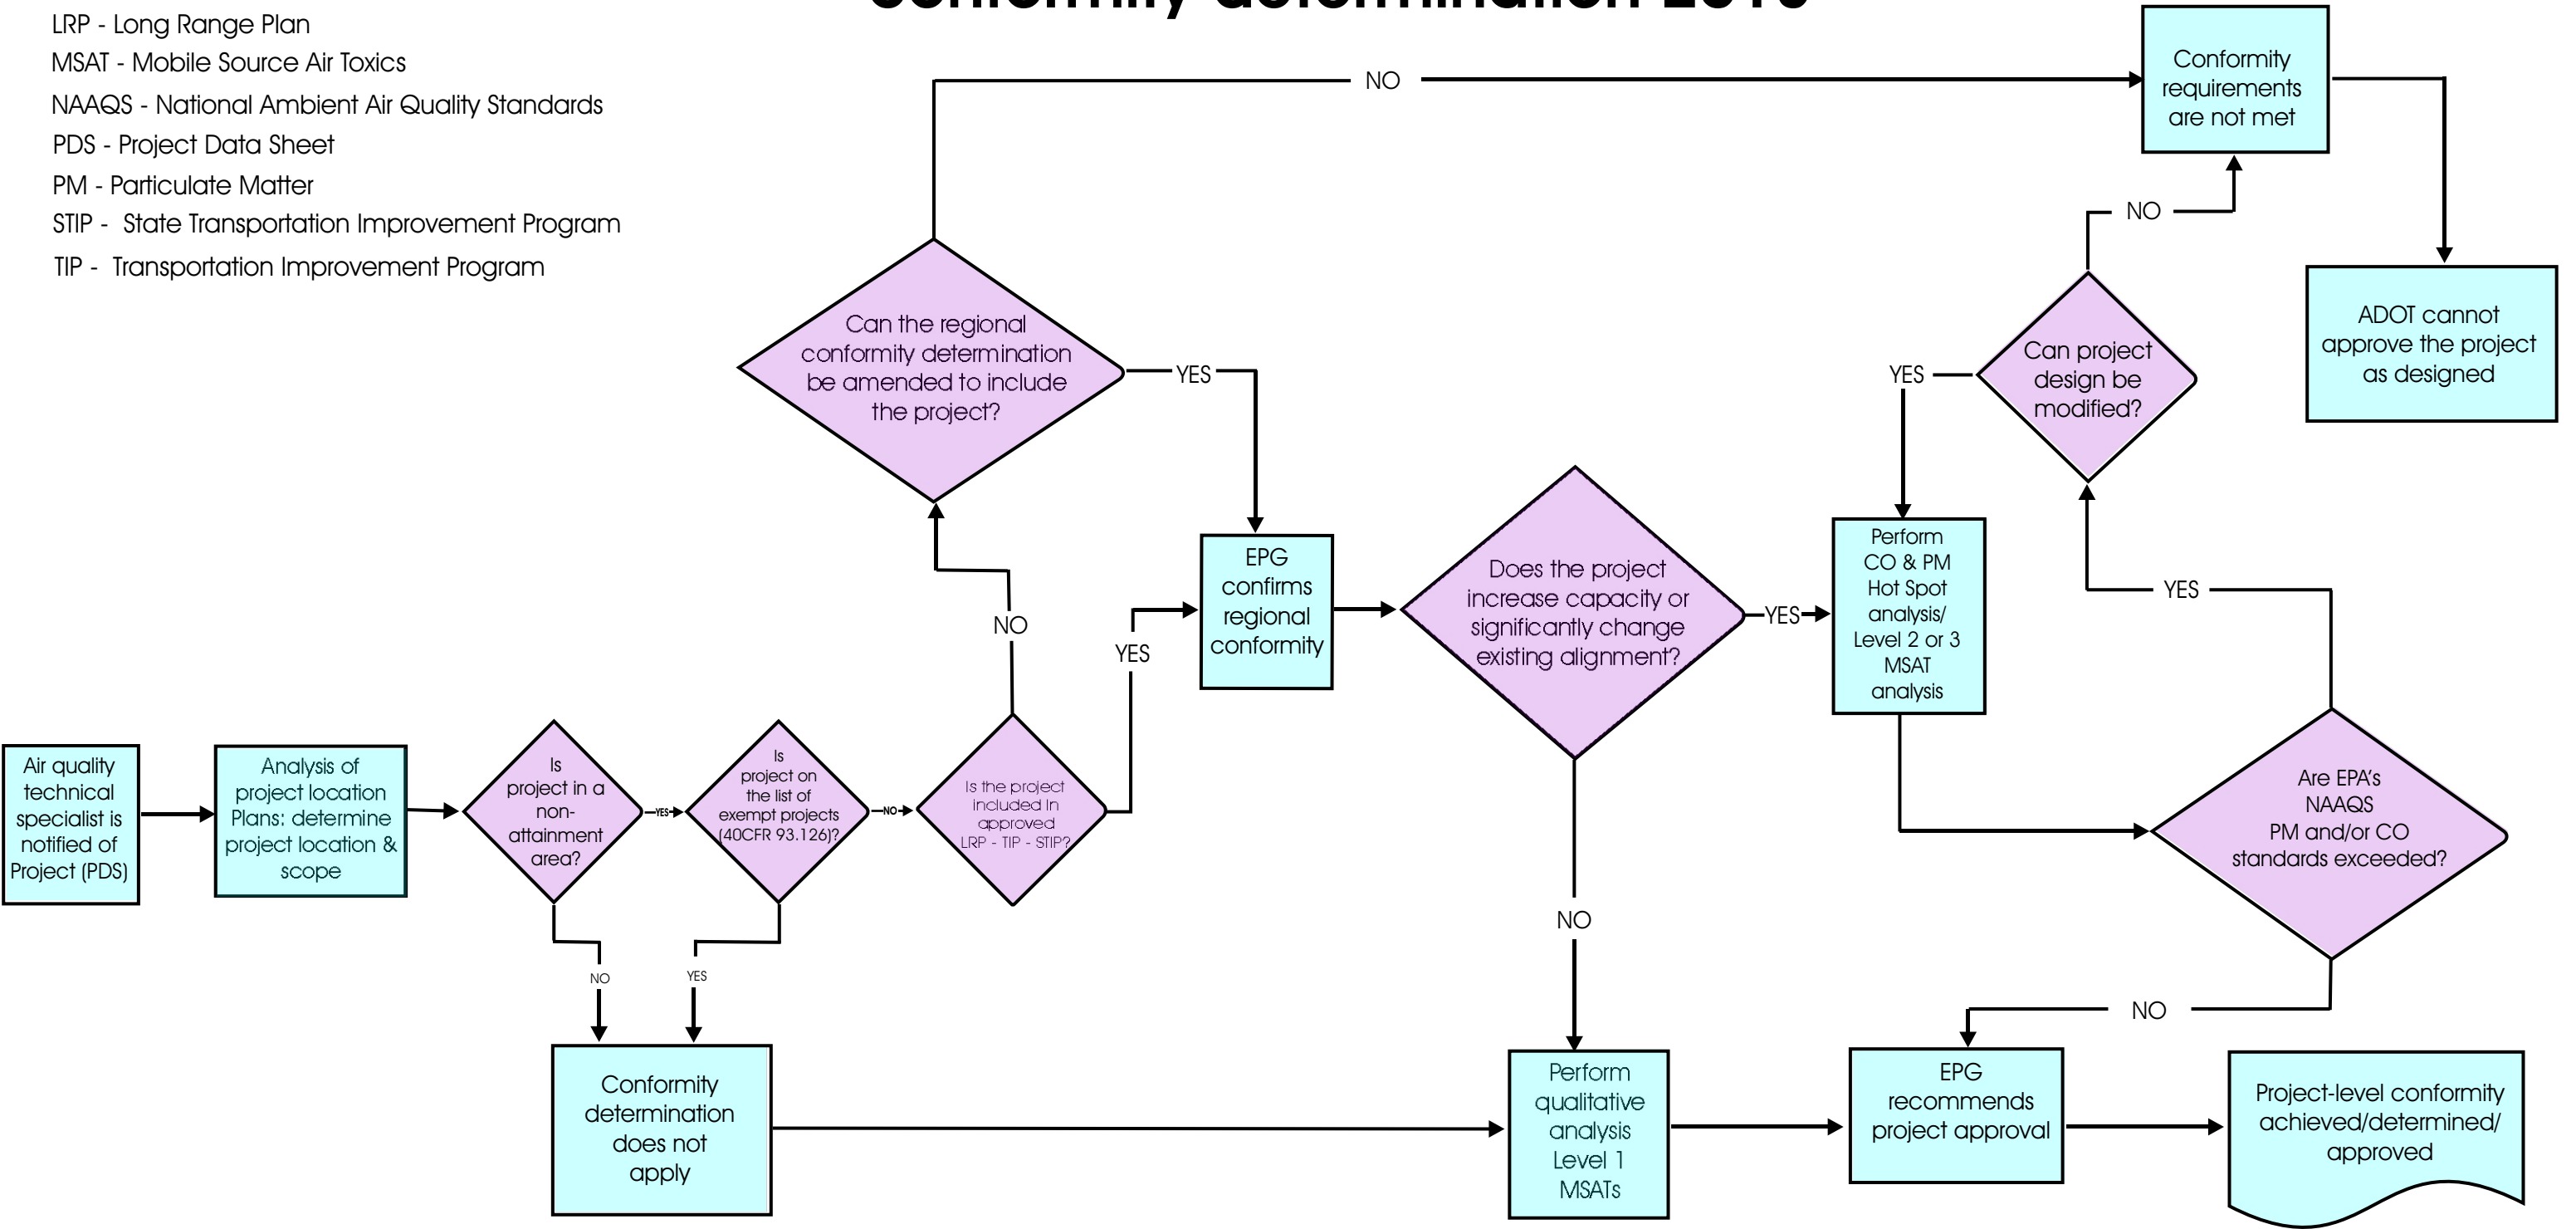 LRP - Long Range Plan
MSAT - Mobile Source Air Toxics
NAAQS - National Ambient Air Quality Standards
PDS - Project Data Sheet
PM - Particulate Matter
STIP - State Transportation Improvement Program
TIP - Transportation Improvement Program
NO
Conformity
requirements
are not met
NO
ADOT cannot
approve the project
as designed
Can the regional
conformity determination
be amended to include
the project?
YES
Can project
design be
modified?
YES
NO
YES
EPG
confirms
regional
conformity
Does the project
increase capacity or
significantly change
existing alignment?
YES
Perform
CO & PM
Hot Spot
analysis/
Level 2 or 3
MSAT
analysis
YES
Air quality
technical
specialist is
notified of
Project (PDS)
Analysis of
project location
Plans: determine
project location &
scope
Is
project in a
non-
attainment
area?
YES
Is
project on
the list of
exempt projects
(40CFR 93.126)?
NO
Is the project
included in
approved
LRP - TIP - STIP?
Are EPA's
NAAQS
PM and/or CO
standards exceeded?
NO
YES
NO
NO
Conformity
determination
does not
apply
Perform
qualitative
analysis
Level 1
MSATs
EPG
recommends
project approval
Project-level conformity
achieved/determined/
approved